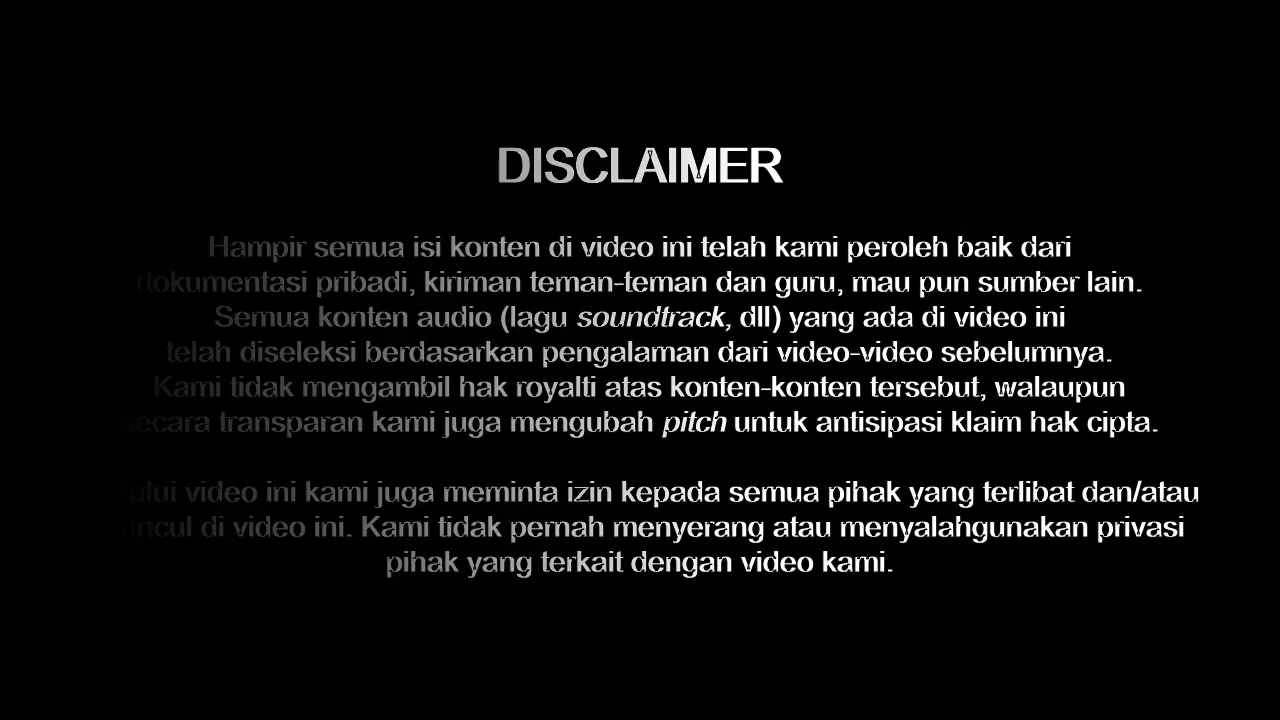 DISCLAIMER
Hampir semua isi konten di video ini telah kami peroleh baik dari
dokumentasi pribadi, kiriman teman-teman dan guru, mau pun sumber lain.
Semua konten audio (lagu soundtrack, dll) yang ada di video ini
telah diseleksi berdasarkan pengalaman dari video-video sebelumnya.
Kami tidak mengambil hak royalti atas konten-konten tersebut, walaupun
secara transparan kami juga mengubah pitch untuk antisipasi klaim hak cipta.
video ini kami juga meminta izin kepada semua pihak yang terlibat dan/atau
di video ini. Kami tidak pernah menyerang atau menyalahgunakan privasi
pihak yang terkait dengan video kami.